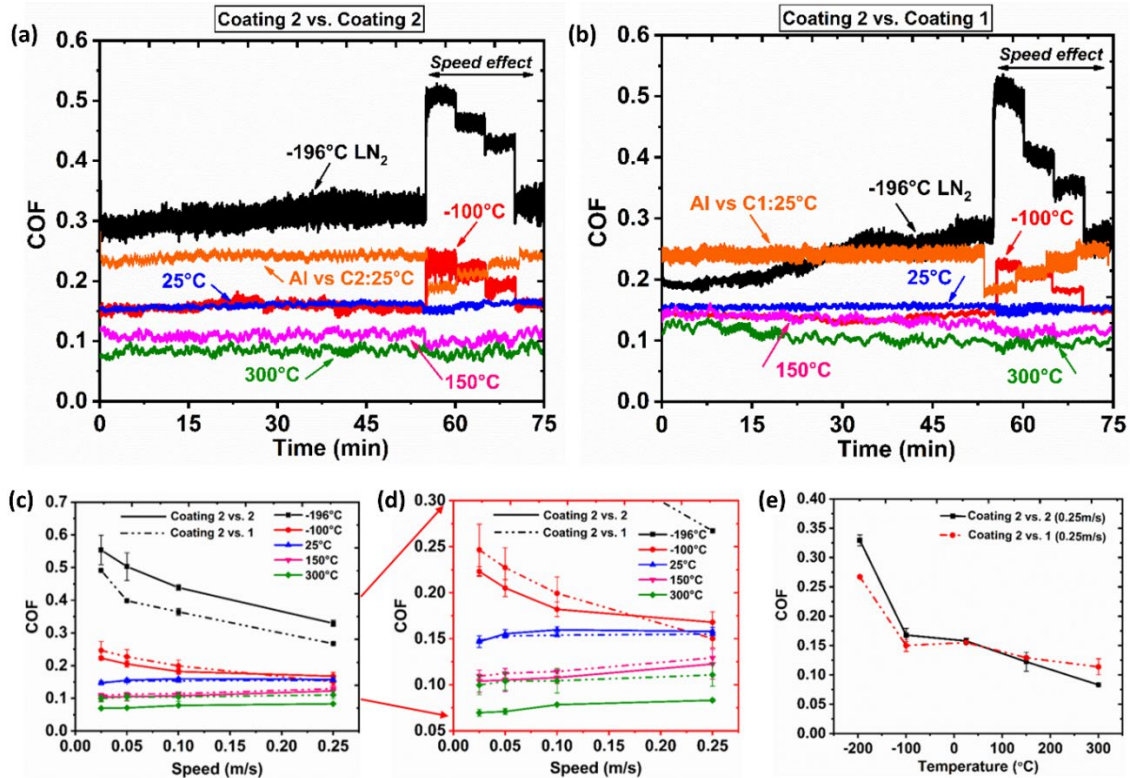 (a)
Coating 2 vs. Coating 2
0.6
0.5
0.4
0.3
0.2
0.1
0.0
COF
Speed effect
-196°C LN2
-100°C
25°C
Al vs C2:25°C
300°C
150°C
0 15 30 45 60 75
Time (min)
(b)
Coating 2 vs. Coating 1
0.6
0.5
0.4
0.3
0.2
0.1
0.0
COF
Speed effect
-196°C LN2
Al vs C1:25°C
-100°C
25°C
150°C
300°C
0 15 30 45 60 75
Time (min)
(c)
0.7
0.6
0.5
0.4
0.3
0.2
0.1
0.0
COF
Coating 2 vs. 2
Coating 2 vs. 1
-196°C
-100°C
25°C
150°C
300°C
0.00 0.05 0.10 0.15 0.20 0.25
Speed (m/s)
(d)
0.30
0.25
0.20
0.15
0.10
0.05
COF
Coating 2 vs. 2
Coating 2 vs. 1
-196°C
-100°C
25°C
150°C
300°C
0.00 0.05 0.10 0.15 0.20 0.25
Speed (m/s)
(e)
0.40
0.35
0.30
0.25
0.20
0.15
0.10
0.05
0.00
COF
Coating 2 vs. 2 (0.25m/s)
Coating 2 vs. 1 (0.25m/s)
-200 -100 0 100 200 300
Temperature (°C)